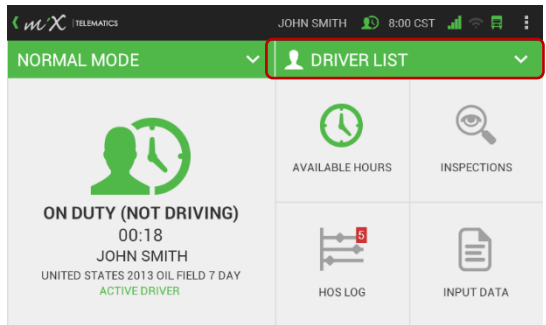 miX | TELEMATICS JOHN SMITH 8:00 CST
NORMAL MODE DRIVER LIST
AVAILABLE HOURS INSPECTIONS
ON DUTY (NOT DRIVING)
00:18
JOHN SMITH
UNITED STATES 2013 OIL FIELD 7 DAY
ACTIVE DRIVER
5
HOS LOG INPUT DATA